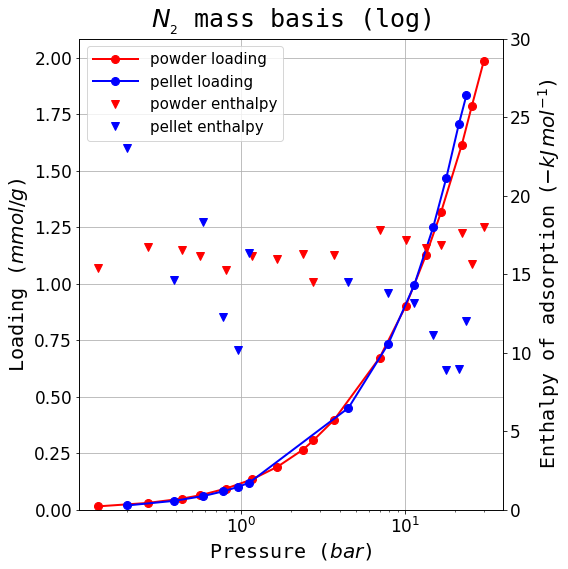 N₂ mass basis (log)
powder loading
pellet loading
powder enthalpy
pellet enthalpy
Loading (mmol/g)
2.00
1.75
1.50
1.25
1.00
0.75
0.50
0.25
0.00
30
25
20
15
10
5
0
Enthalpy of adsorption (−kJmol⁻¹)
10⁰
10¹
Pressure (bar)